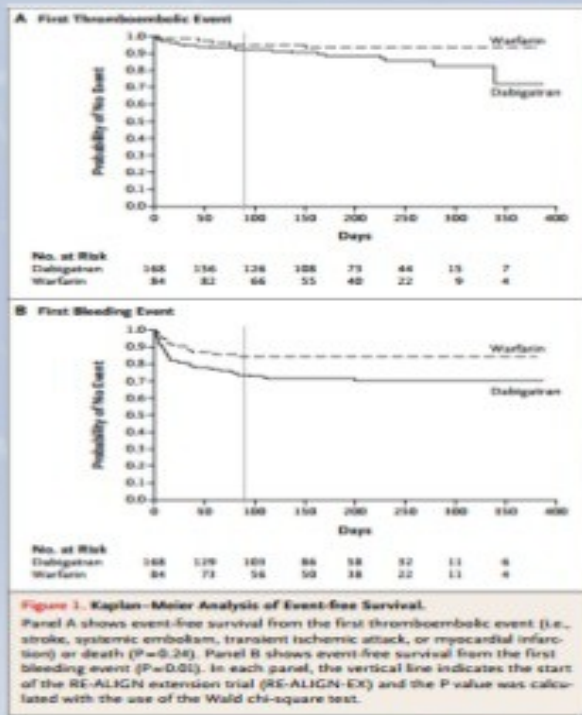 A First Thromboembolic Event
Probability of No Event
1.0
0.9
0.8
0.7
0.6
0.5
0.4
0.3
0.2
0.1
0.0
Warfarin
Dabigatran
0 50 100 150 200 250 300 350 400
Days
No. at Risk
Dabigatran 168 156 126 108 73 44 15 7
Warfarin 84 82 66 55 40 22 9 4
B First Bleeding Event
Probability of No Event
1.0
0.9
0.8
0.7
0.6
0.5
0.4
0.3
0.2
0.1
0.0
Warfarin
Dabigatran
0 50 100 150 200 250 300 350 400
Days
No. at Risk
Dabigatran 168 129 103 86 58 32 11 6
Warfarin 84 73 56 50 38 22 11 4
Figure 1. Kaplan–Meier Analysis of Event-free Survival.
Panel A shows event-free survival from the first thromboembolic event (i.e.,
stroke, systemic embolism, transient ischemic attack, or myocardial infarc-
tion) or death (P=0.24). Panel B shows event-free survival from the first
bleeding event (P=0.01). In each panel, the vertical line indicates the start
of the RE-ALIGN extension trial (RE-ALIGN-EX) and the P value was calcu-
lated with the use of the Wald chi-square test.